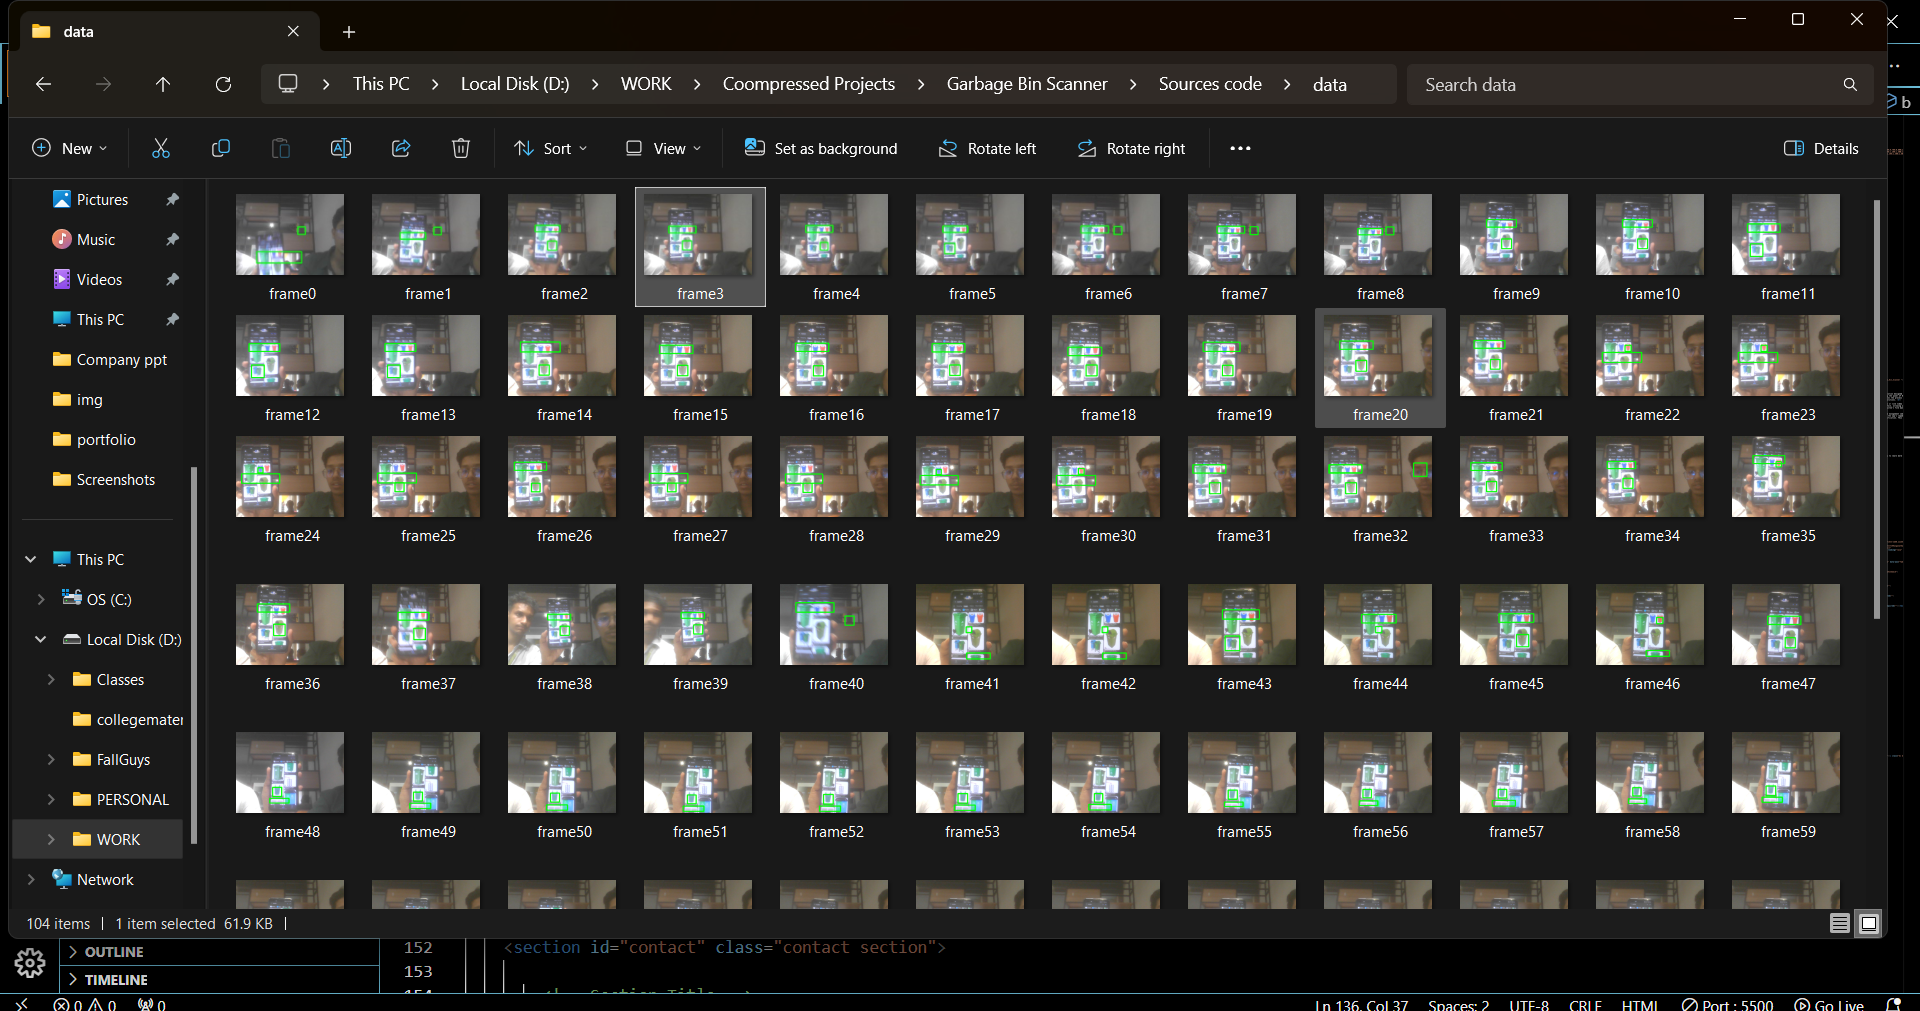 data
This PC
Local Disk (D:)
WORK
Coompressed Projects
Garbage Bin Scanner
Sources code
data
Search data
b
New
Sort
View
Set as background
Rotate left
Rotate right
Details
Pictures
Music
Videos
This PC
Company ppt
img
portfolio
Screenshots
This PC
OS (C:)
Local Disk (D:)
Classes
collegemater
FallGuys
PERSONAL
WORK
Network
frame0 frame1 frame2 frame3 frame4 frame5 frame6 frame7 frame8 frame9 frame10 frame11
frame12 frame13 frame14 frame15 frame16 frame17 frame18 frame19 frame20 frame21 frame22 frame23
frame24 frame25 frame26 frame27 frame28 frame29 frame30 frame31 frame32 frame33 frame34 frame35
frame36 frame37 frame38 frame39 frame40 frame41 frame42 frame43 frame44 frame45 frame46 frame47
frame48 frame49 frame50 frame51 frame52 frame53 frame54 frame55 frame56 frame57 frame58 frame59
104 items
1 item selected 61.9 KB
OUTLINE
TIMELINE
152 <section id="contact" class="contact section">
153
154 <!-- Section Title -->
0 0 0
Ln 136, Col 37 Spaces: 2 UTF-8 CRLF HTML Port : 5500 Go Live